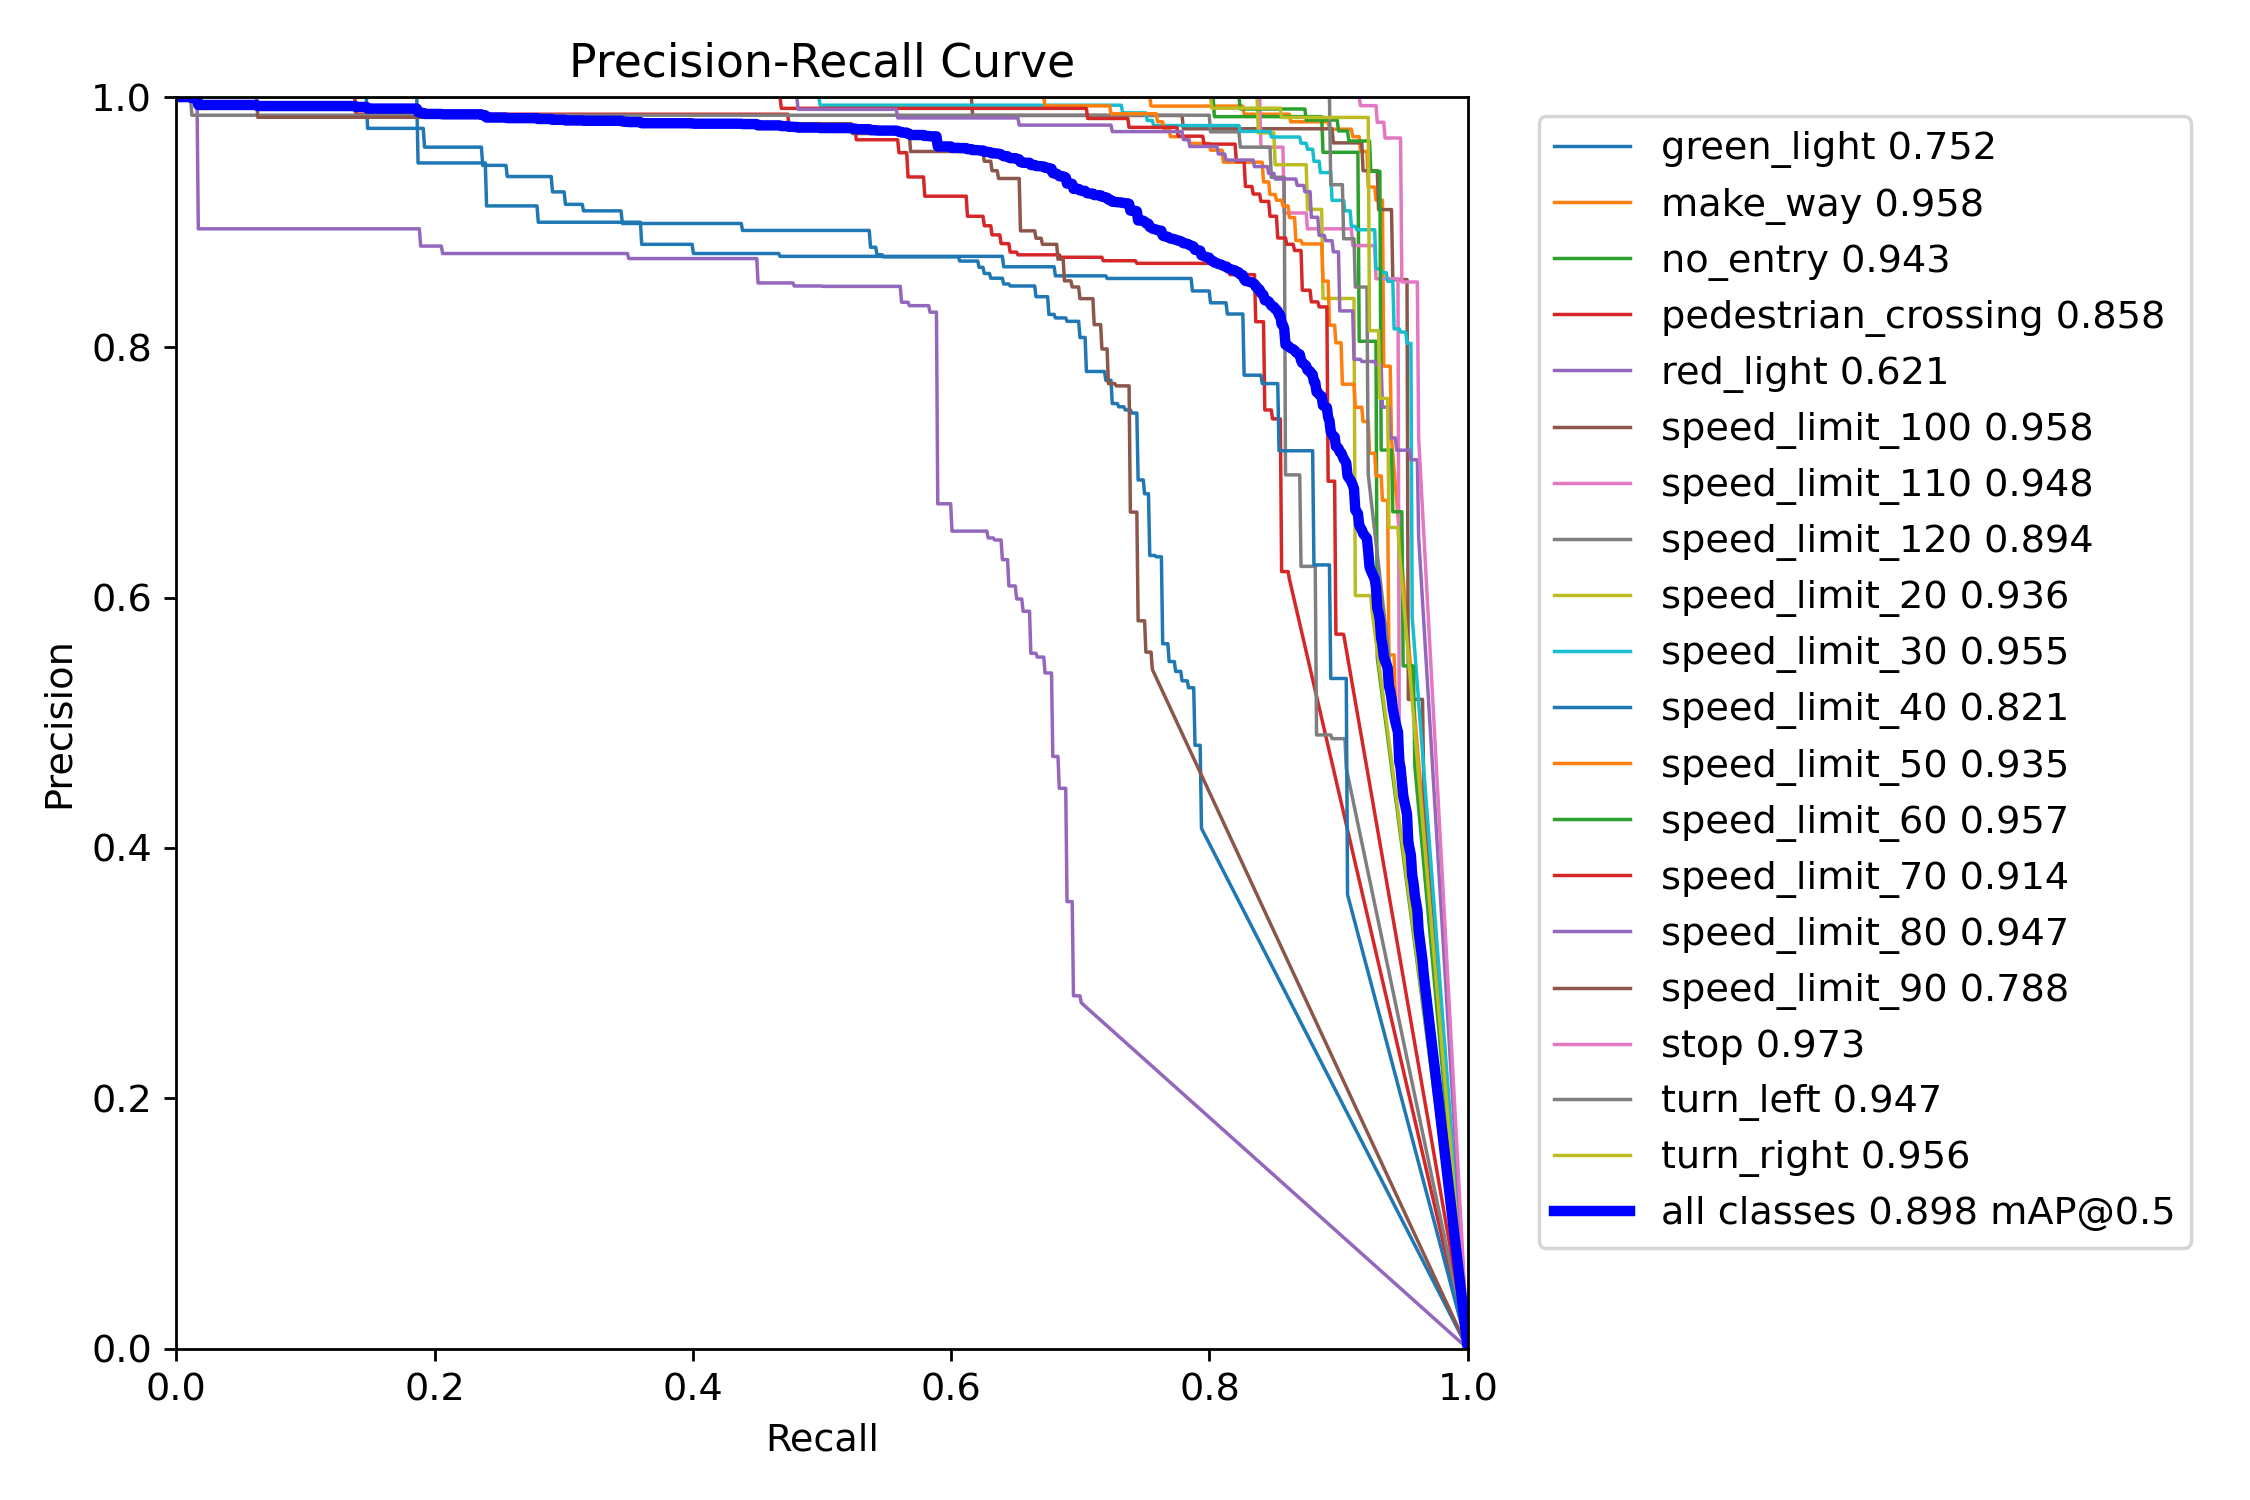 Precision-Recall Curve
1.0
0.8
0.6
0.4
0.2
0.0
Precision
0.0 0.2 0.4 0.6 0.8 1.0
Recall
green_light 0.752
make_way 0.958
no_entry 0.943
pedestrian_crossing 0.858
red_light 0.621
speed_limit_100 0.958
speed_limit_110 0.948
speed_limit_120 0.894
speed_limit_20 0.936
speed_limit_30 0.955
speed_limit_40 0.821
speed_limit_50 0.935
speed_limit_60 0.957
speed_limit_70 0.914
speed_limit_80 0.947
speed_limit_90 0.788
stop 0.973
turn_left 0.947
turn_right 0.956
all classes 0.898 mAP@0.5